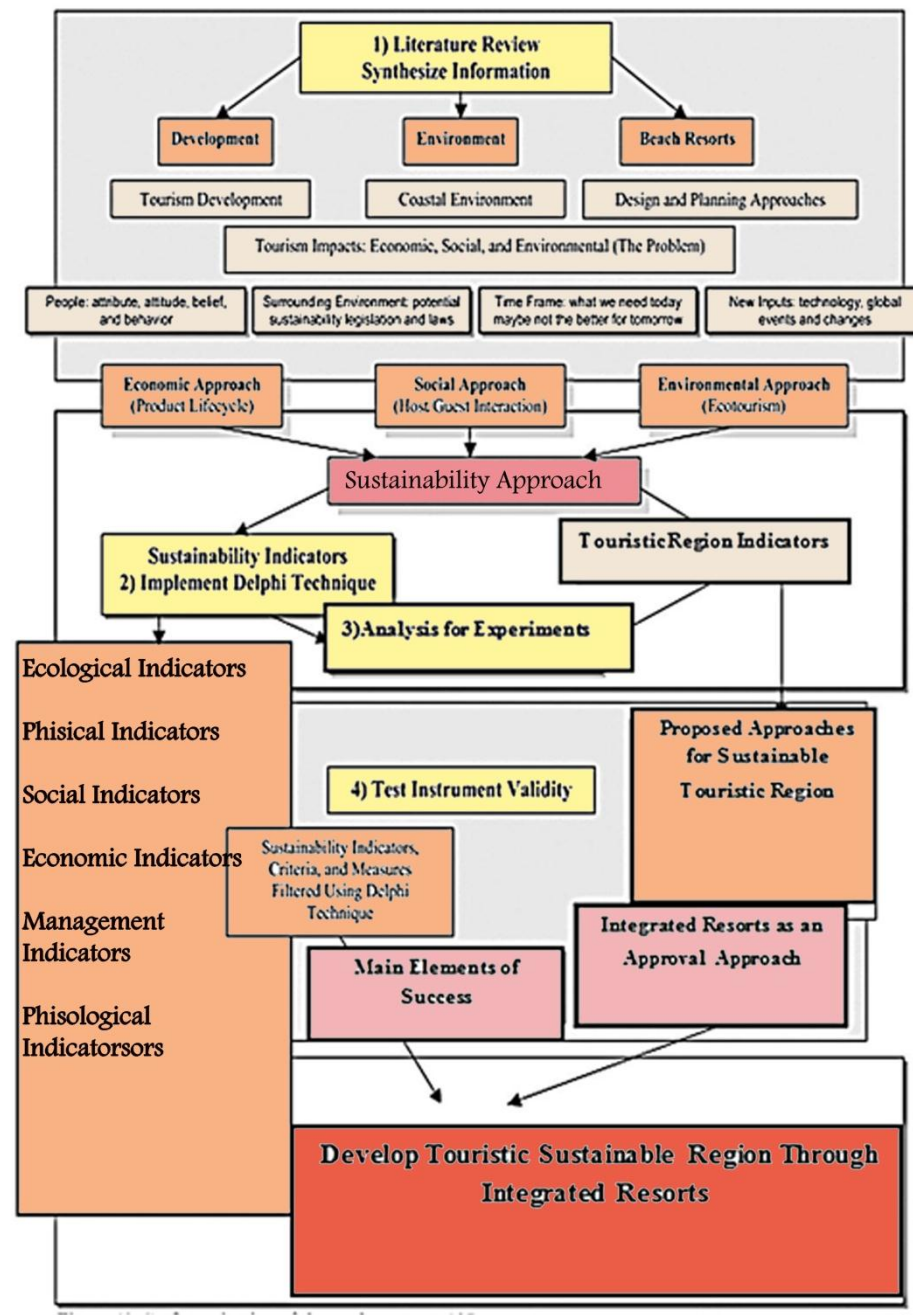 1) Literature Review
Synthesize Information
Development
Environment
Beach Resorts
Tourism Development
Coastal Environment
Design and Planning Approaches
Tourism Impacts: Economic, Social, and Environmental (The Problem)
People: attribute, attitude, belief,
and behavior
Surrounding Environment: potential
sustainability legislation and laws
Time Frame: what we need today
maybe not the better for tomorrow
New Inputs: technology, global
events and changes
Economic Approach
(Product Lifecycle)
Social Approach
(Host Guest Interaction)
Environmental Approach
(Ecotourism)
Sustainability Approach
Sustainability Indicators
2) Implement Delphi Technique
Touristic Region Indicators
3)Analysis for Experiments
Ecological Indicators
Phisical Indicators
Social Indicators
Economic Indicators
Management
Indicators
Phisological
Indicatorsors
Proposed Approaches
for Sustainable
Touristic Region
4) Test Instrument Validity
Sustainability Indicators,
Criteria, and Measures
Filtered Using Delphi
Technique
Integrated Resorts as an
Approval Approach
Main Elements of
Success
Develop Touristic Sustainable Region Through
Integrated Resorts